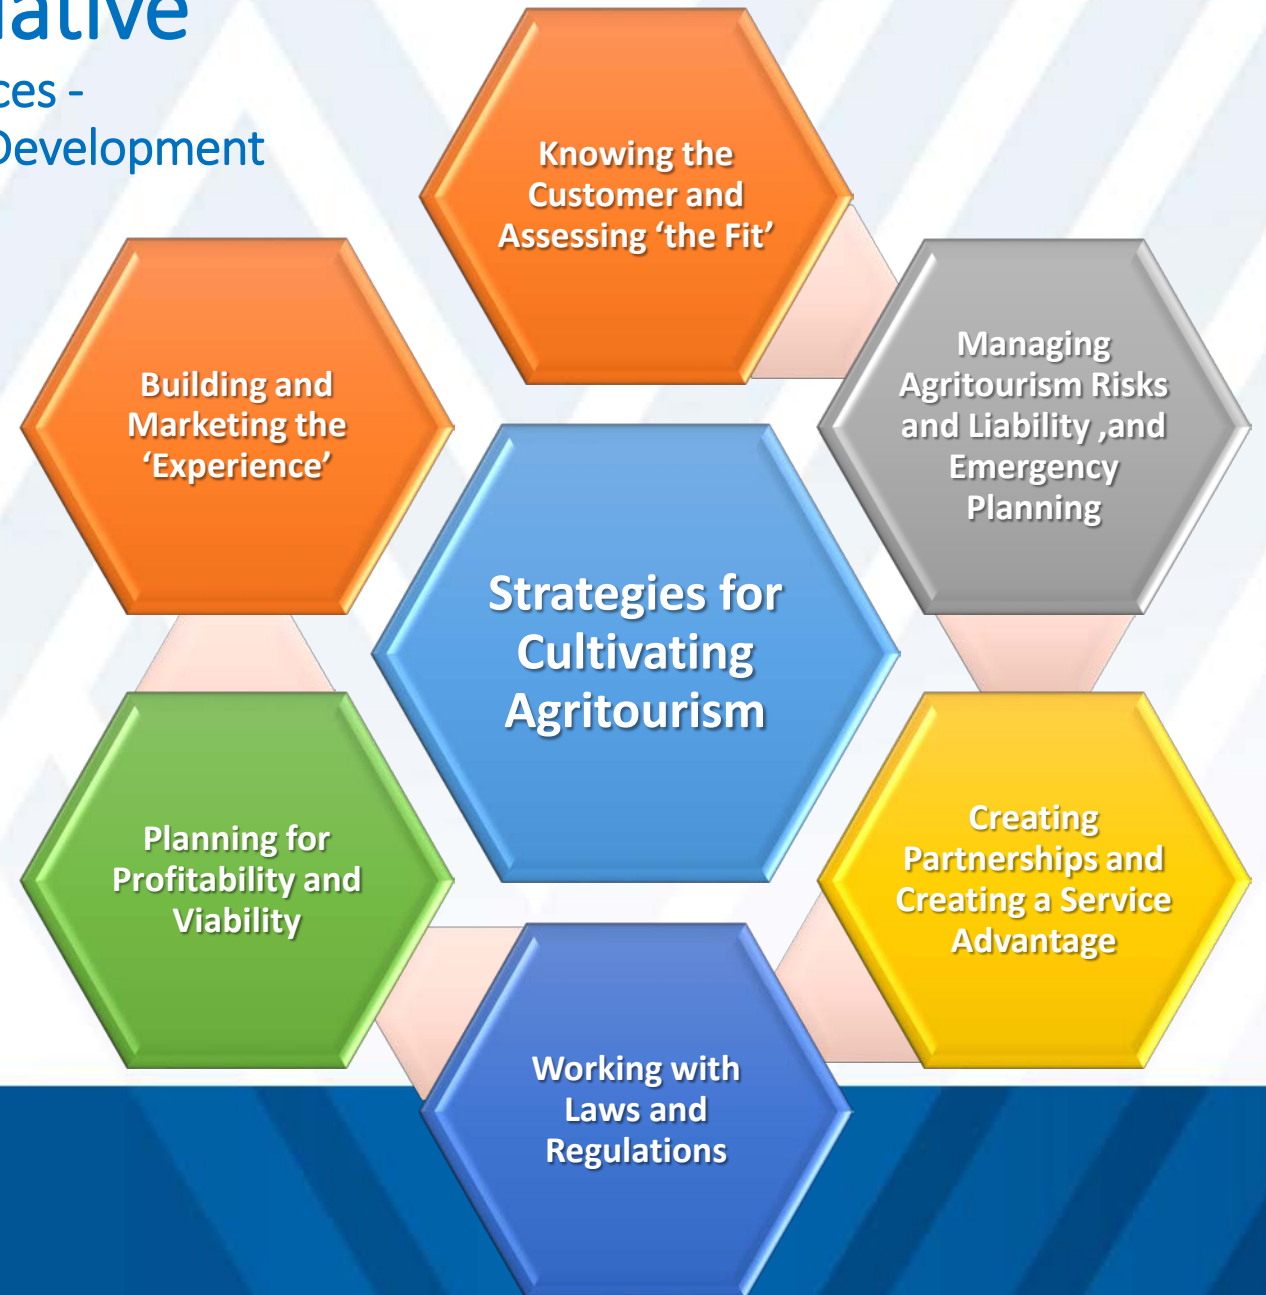 Development
Knowing the
Customer and
Assessing ‘the Fit’
Building and
Marketing the
‘Experience’
Managing
Agritourism Risks
and Liability ,and
Emergency
Planning
Strategies for
Cultivating
Agritourism
Planning for
Profitability and
Viability
Creating
Partnerships and
Creating a Service
Advantage
Working with
Laws and
Regulations